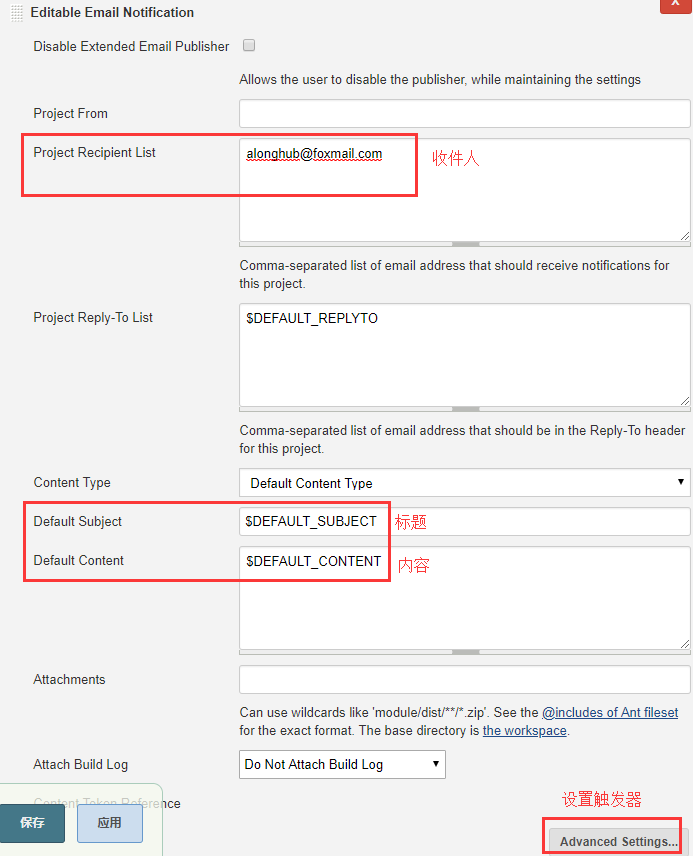 X
Editable Email Notification
Disable Extended Email Publisher
Allows the user to disable the publisher, while maintaining the settings
Project From
Project Recipient List
alonghub@foxmail.com
收件人
Comma-separated list of email address that should receive notifications for
this project.
Project Reply-To List
$DEFAULT_REPLYTO
Comma-separated list of email address that should be in the Reply-To header
for this project.
Content Type
Default Content Type
Default Subject
$DEFAULT_SUBJECT
标题
Default Content
$DEFAULT_CONTENT
内容
Attachments
Can use wildcards like 'module/dist/**/*.zip'. See the @includes of Ant fileset
for the exact format. The base directory is the workspace.
Attach Build Log
Do Not Attach Build Log
Content Token Reference
设置触发器
保存
应用
Advanced Settings...